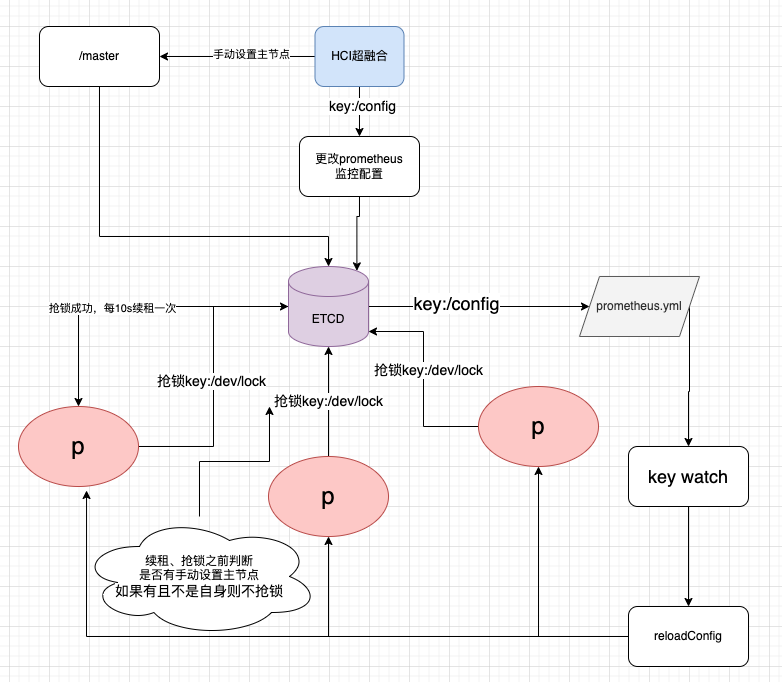 /master
手动设置主节点
HCI超融合
key:/config
更改prometheus
监控配置
ETCD
key:/config
prometheus.yml
抢锁成功，每10s续租一次
抢锁key:/dev/lock
抢锁key:/dev/lock
抢锁key:/dev/lock
p
p
p
key watch
续租、抢锁之前判断
是否有手动设置主节点
如果有且不是自身则不抢锁
reloadConfig